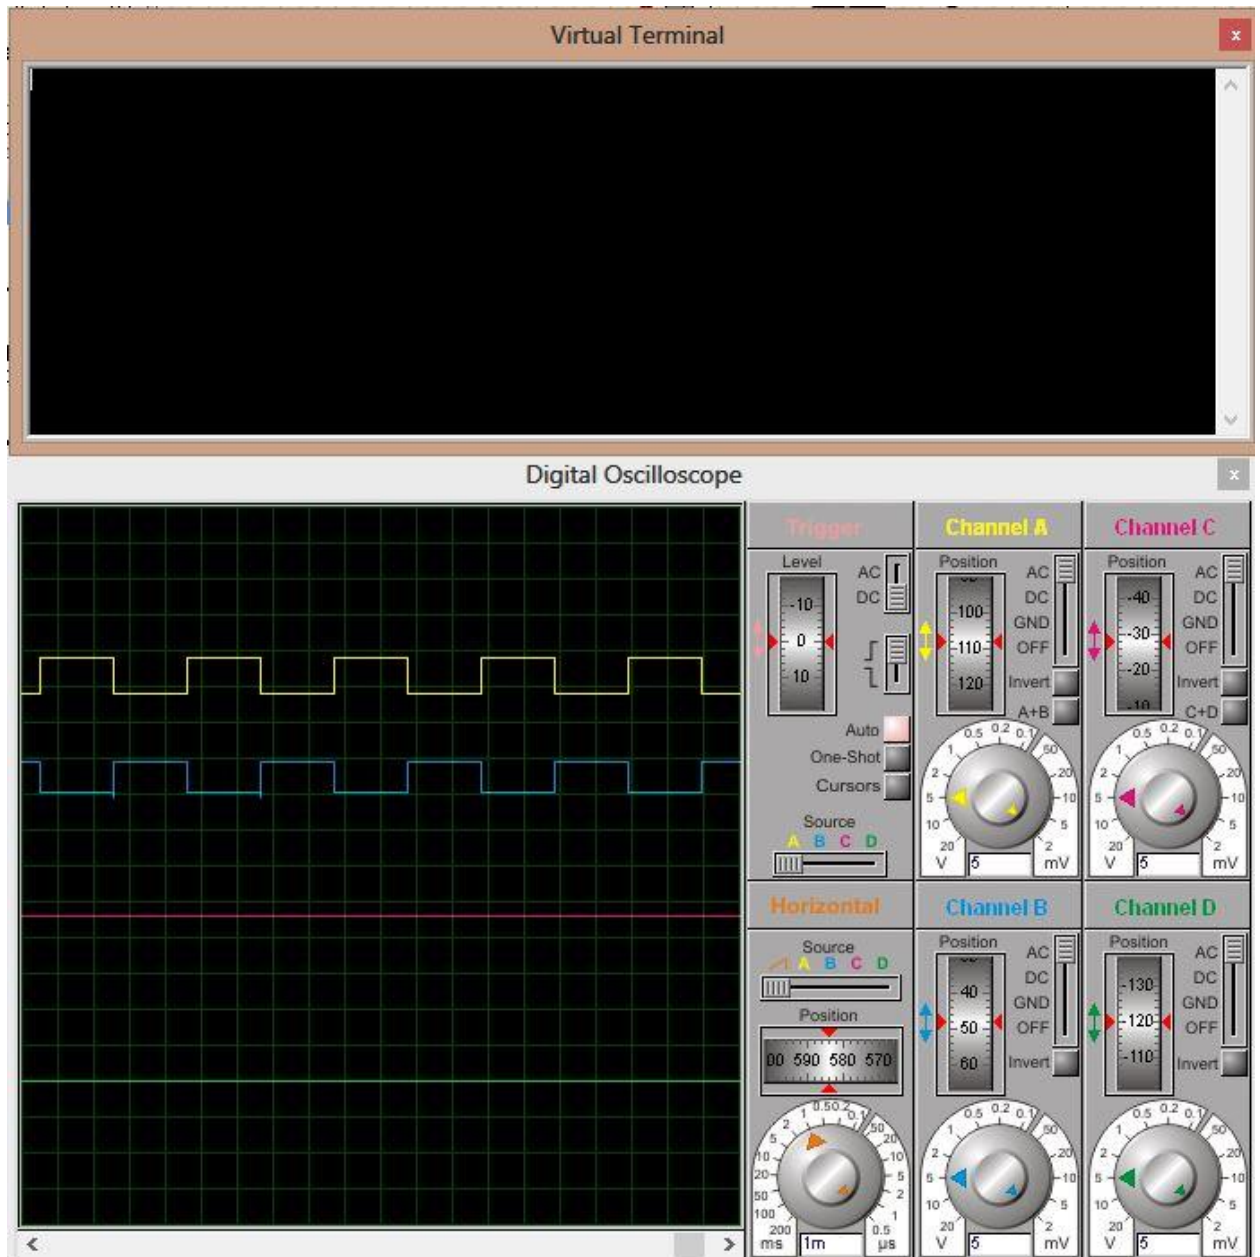 Virtual Terminal
x
Digital Oscilloscope
x
Trigger
Level
AC
DC
-10
0
10
Auto
One-Shot
Cursors
Source
A B C D
Channel A
Position
AC
DC
GND
OFF
100
110
120
Invert
A+B
20 10 5 2 1 0.5 0.2 0.1 50 20 10 5 2
V 5 mV
Channel C
Position
AC
DC
GND
OFF
-40
-30
-20
-10
Invert
C+D
20 10 5 2 1 0.5 0.2 0.1 50 20 10 5 2
V 5 mV
Horizontal
Source
A B C D
Position
00 590 580 570
200 100 50 20 10 5 2 1 0.5 0.2 0.1 50 20 10 5 2 1 0.5
ms 1m µs
Channel B
Position
AC
DC
GND
OFF
40
50
60
Invert
20 10 5 2 1 0.5 0.2 0.1 50 20 10 5 2
V 5 mV
Channel D
Position
AC
DC
GND
OFF
-130
-120
-110
Invert
20 10 5 2 1 0.5 0.2 0.1 50 20 10 5 2
V 5 mV